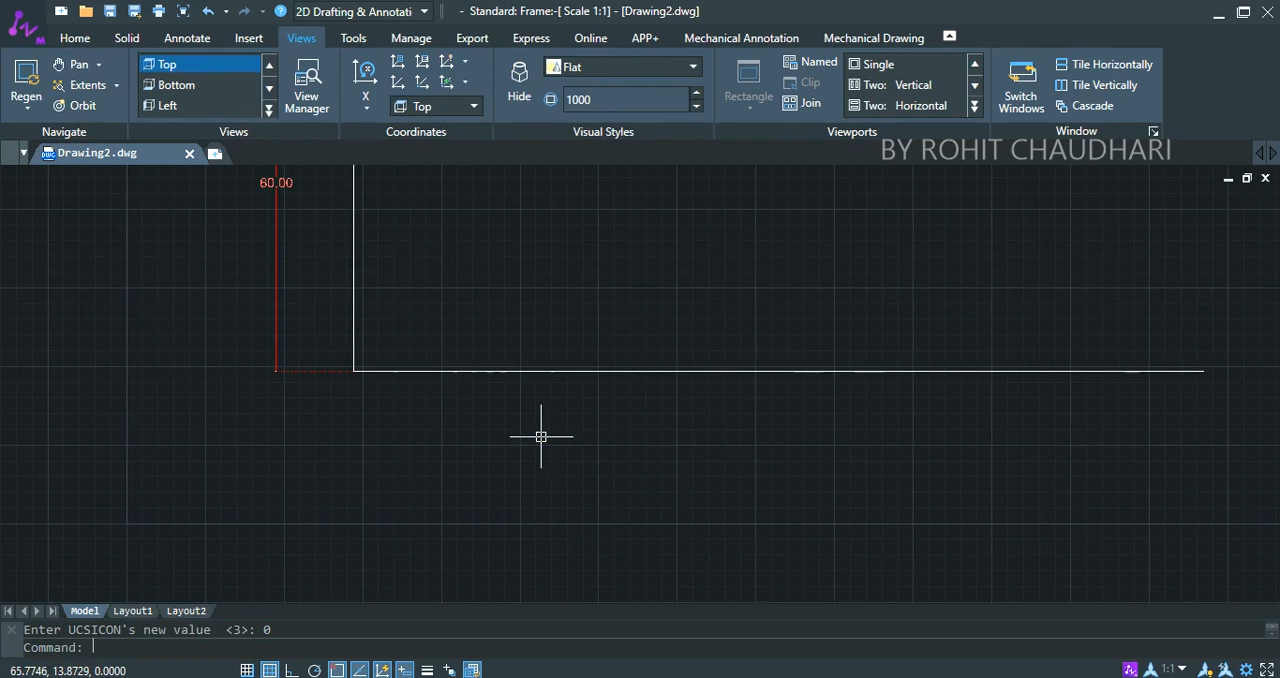 2D Drafting & Annotati
- Standard: Frame:-[ Scale 1:1] - [Drawing2.dwg]
Home Solid Annotate Insert Views Tools Manage Export Express Online APP+ Mechanical Annotation Mechanical Drawing
Regen
Pan
Extents
Orbit
Navigate
Top
Bottom
Left
View Manager
Views
X
Top
Coordinates
Hide
Flat
1000
Visual Styles
Rectangle
Named
Clip
Join
Single
Two: Vertical
Two: Horizontal
Viewports
Switch Windows
Tile Horizontally
Tile Vertically
Cascade
Window
Drawing2.dwg
BY ROHIT CHAUDHARI
60.00
Model Layout1 Layout2
Enter UCSICON's new value <3>: 0
Command:
65.7746, 13.8729, 0.0000
1:1